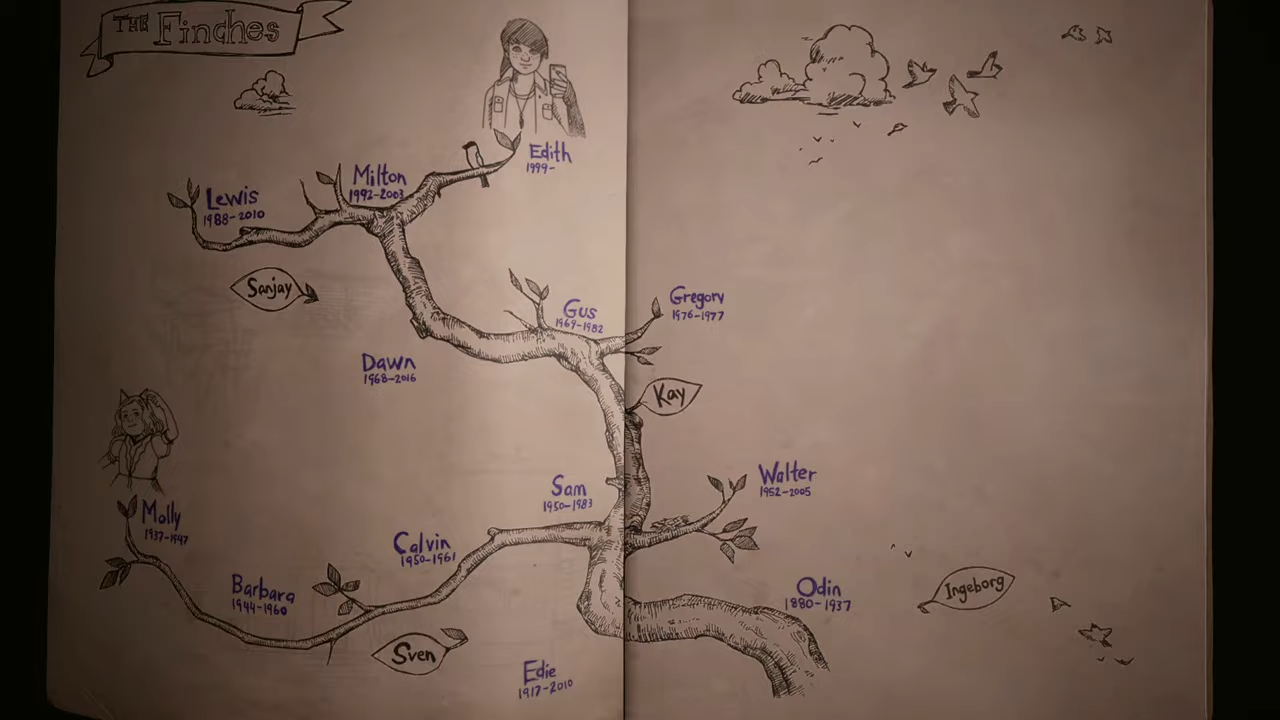 THE Finches
Edith
1999-
Milton
1992-2003
Lewis
1988-2010
Sanjay
Gus
1969-1982
Gregory
1976-1977
Dawn
1968-2016
Kay
Sam
1950-1983
Walter
1952-2005
Molly
1937-1947
Calvin
1950-1961
Barbara
1944-1960
Odin
1880-1937
Ingeborg
Sven
Edie
1917-2010